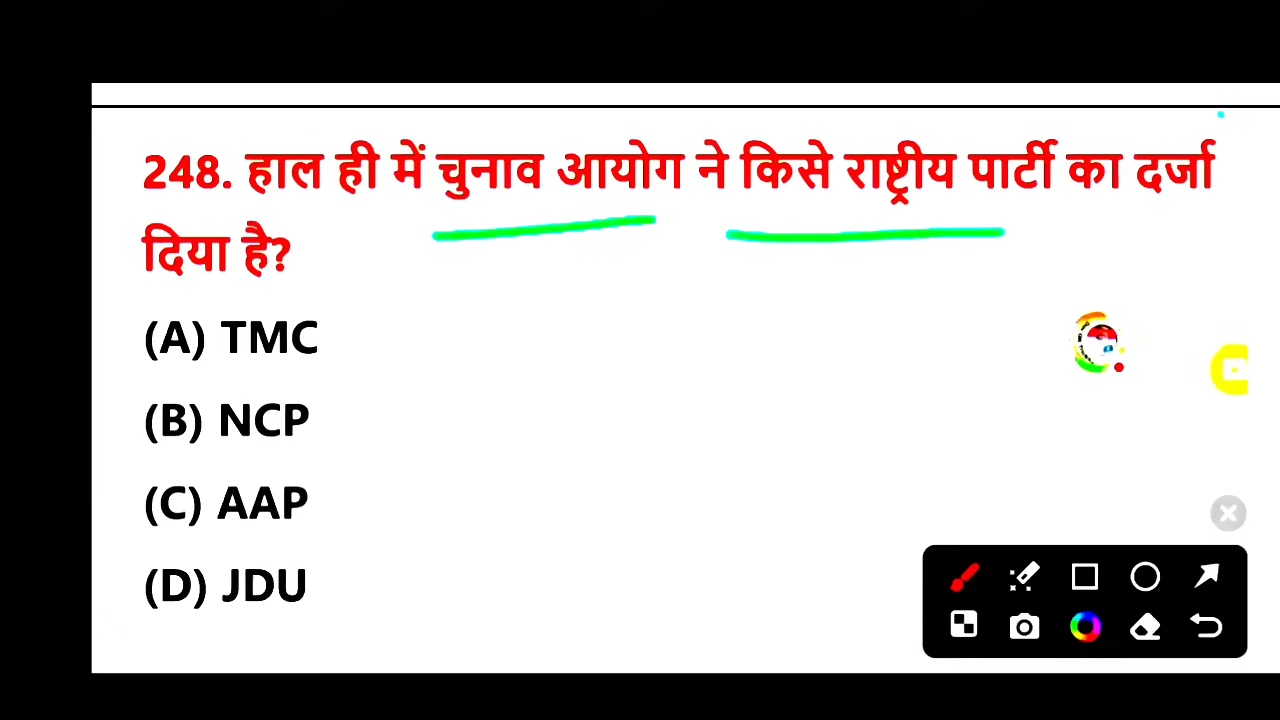 248. हाल ही में चुनाव आयोग ने किसे राष्ट्रीय पार्टी का दर्जा
दिया है?
(A) TMC
(B) NCP
(C) AAP
(D) JDU